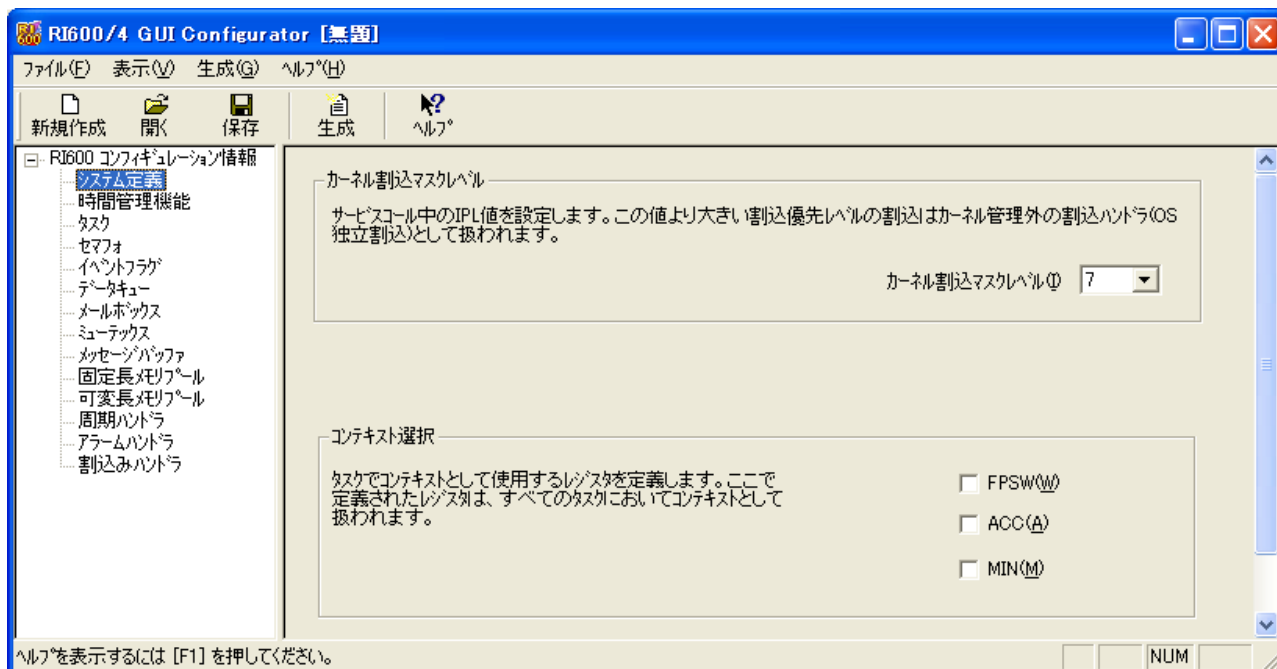 RI600/4 GUI Configurator [無題]
ファイル(F) 表示(V) 生成(G) ヘルプ(H)
新規作成 開く 保存 生成 ヘルプ
RI600 コンフィギュレーション情報
システム定義
時間管理機能
タスク
セマフォ
イベントフラグ
データキュー
メールボックス
ミューテックス
メッセージバッファ
固定長メモリプール
可変長メモリプール
周期ハンドラ
アラームハンドラ
割込みハンドラ
カーネル割込マスクレベル
サービスコール中のIPL値を設定します。この値より大きい割込優先レベルの割込はカーネル管理外の割込ハンドラ(OS
独立割込)として扱われます。
カーネル割込マスクレベル(I) 7
コンテキスト選択
タスクでコンテキストとして使用するレジスタを定義します。ここで
定義されたレジスタは、すべてのタスクにおいてコンテキストとして
扱われます。
FPSW(W)
ACC(A)
MIN(M)
ヘルプを表示するには [F1] を押してください。
NUM